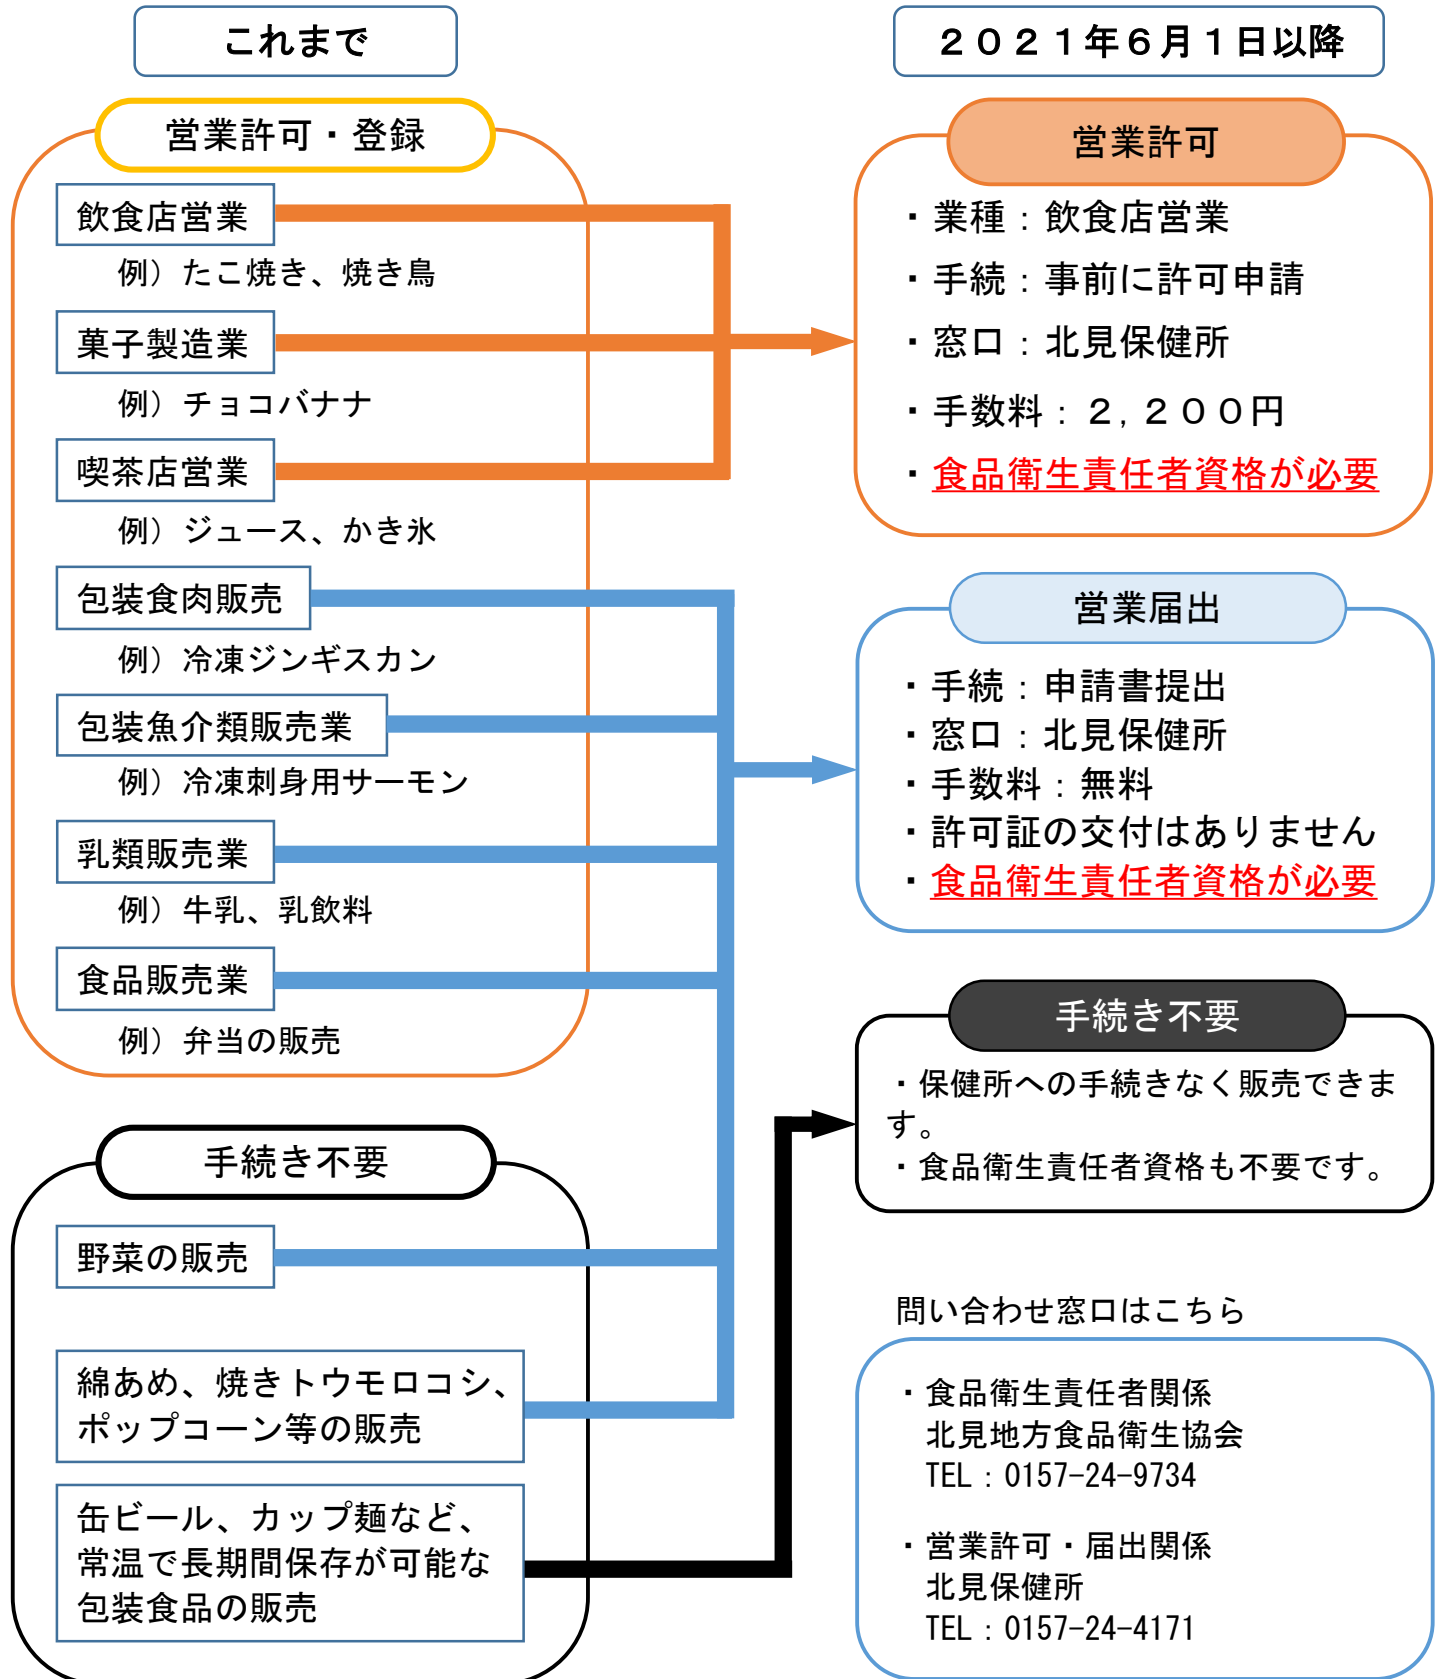 これまで
営業許可・登録
飲食店営業
例）たこ焼き、焼き鳥
菓子製造業
例）チョコバナナ
喫茶店営業
例）ジュース、かき氷
包装食肉販売
例）冷凍ジンギスカン
包装魚介類販売業
例）冷凍刺身用サーモン
乳類販売業
例）牛乳、乳飲料
食品販売業
例）弁当の販売
手続き不要
野菜の販売
綿あめ、焼きトウモロコシ、
ポップコーン等の販売
缶ビール、カップ麺など、
常温で長期間保存が可能な
包装食品の販売
２０２１年６月１日以降
営業許可
・業種：飲食店営業
・手続：事前に許可申請
・窓口：北見保健所
・手数料：２,２００円
・食品衛生責任者資格が必要
営業届出
・手続：申請書提出
・窓口：北見保健所
・手数料：無料
・許可証の交付はありません
・食品衛生責任者資格が必要
手続き不要
・保健所への手続きなく販売できま
す。
・食品衛生責任者資格も不要です。
問い合わせ窓口はこちら
・食品衛生責任者関係
北見地方食品衛生協会
TEL：0157-24-9734
・営業許可・届出関係
北見保健所
TEL：0157-24-4171